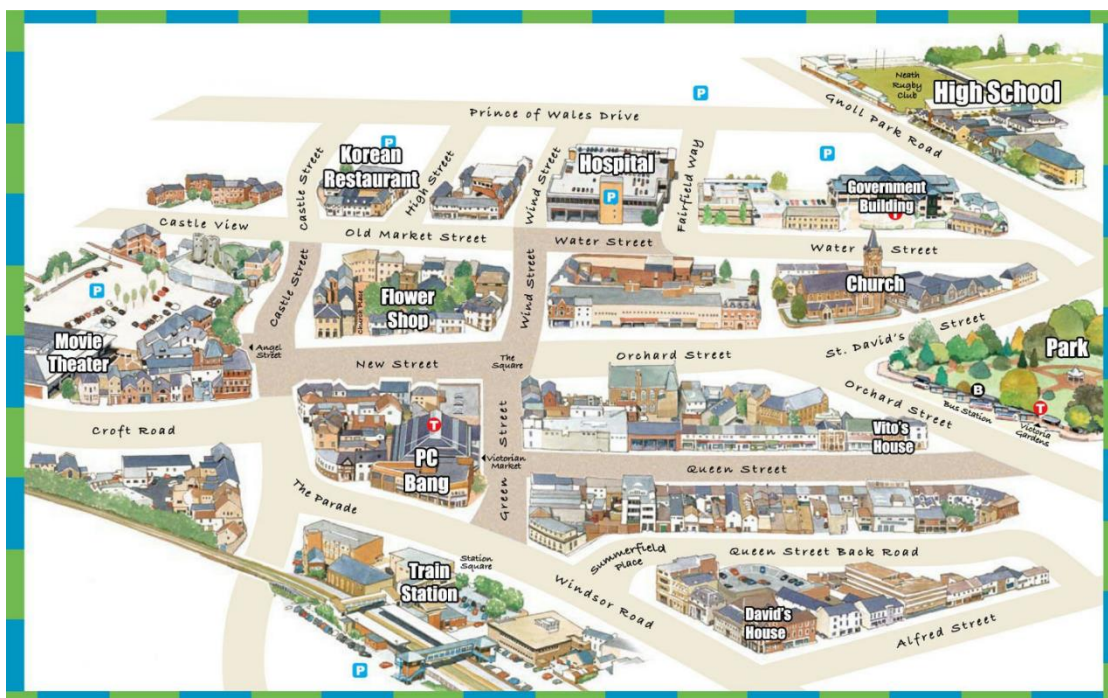 Neath
Rugby
Club
High School
Gnoll Park Road
P
Prince of Wales Drive
P
Korean
Restaurant
Castle Street
High Street
Wind Street
Hospital
P
Fairfield Way
P
Government
Building
T
Castle View
Old Market Street
Water Street
Water Street
P
Castle Street
Church Place
Flower
Shop
Wind Street
Church
Movie
Theater
Angel
Street
New Street
The
Square
Orchard Street
St. David's Street
Park
Orchard Street
B
Bus Station
T
Victoria
Gardens
Croft Road
T
PC
Bang
Victorian
Market
Green Street
Vito's
House
Queen Street
The Parade
Station
Square
Train
Station
Summerfield
Place
Queen Street Back Road
Windsor Road
David's
House
Alfred Street
P